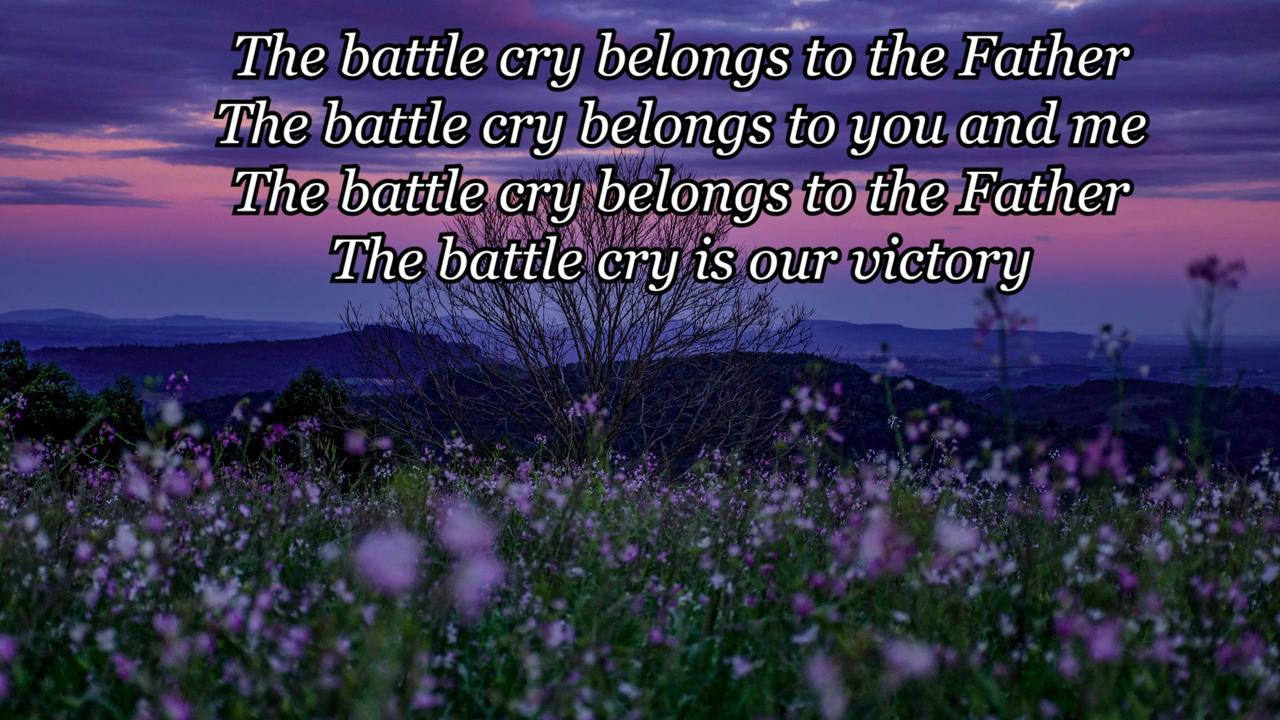 The battle cry belongs to the Father
The battle cry belongs to you and me
The battle cry belongs to the Father
The battle cry is our victory